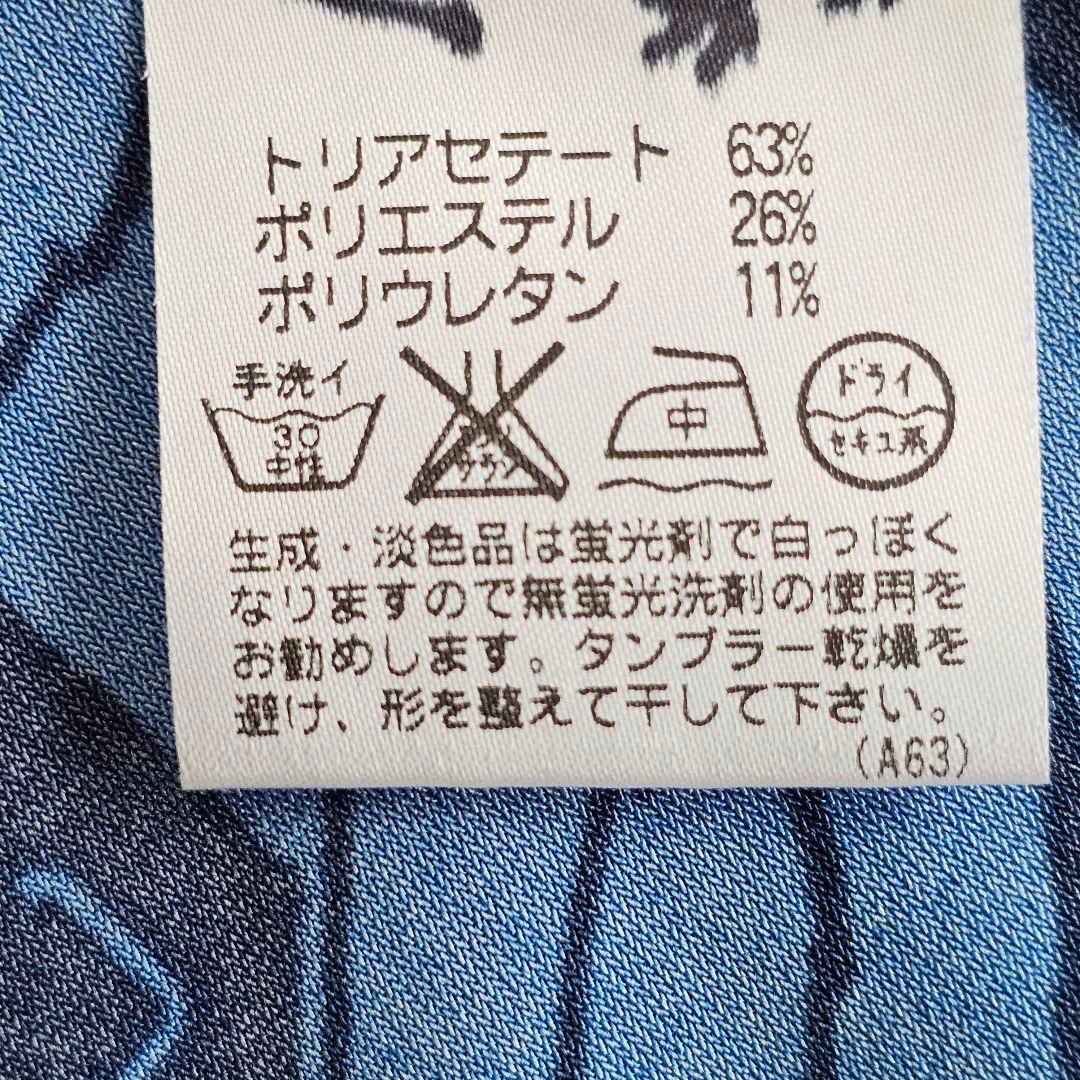 トリアセテート 63%
ポリエステル 26%
ポリウレタン 11%
手洗イ
30
中性
サラシ
中
ドライ
セキユ系
生成・淡色品は蛍光剤で白っぽく
なりますので無蛍光洗剤の使用を
お勧めします。タンブラー乾燥を
避け、形を整えて干して下さい。
(A63)